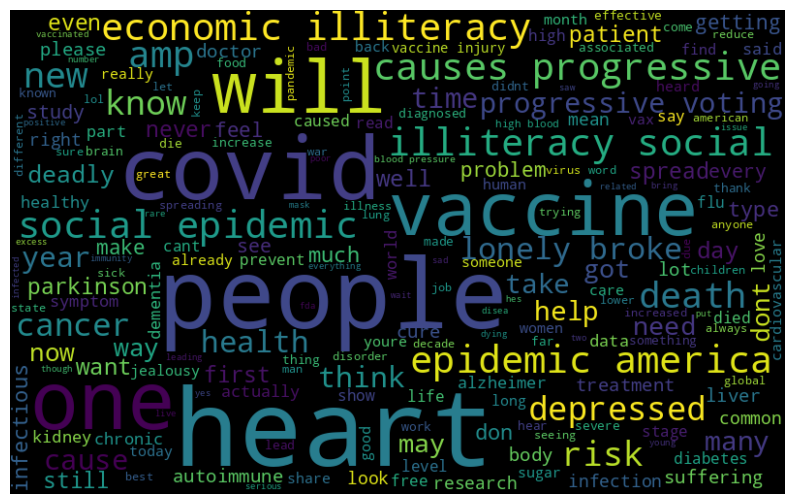 even economic illiteracy month effective getting
please amp doctor vaccine injury high patient associated come reduce
vaccinated number food back find said
new really pandemic bad point causes progressive
known lol let keep didnt saw heard going
study know will time progressive voting
positive never feel caused read diagnosed mean vax say american
different right part increase high blood illiteracy social issue
sure brain die war blood pressure virus word
deadly great covid well problem spread every
healthy spreading mask illness human related bring thank
rare lung flu type
social epidemic vaccine trying anyone
excess cant see made lonely broke day
year make already prevent much world someone lot children love
immunity everything sad one
infected sick people job got care lower death cardiovascular
parkinson wait hes take
state symptom dementia fda disea help increased put dont
cancer cure women need died always
health dying far data something
now way youre decade two
leading thing disorder epidemic america
though want jealousy first man think alzheimer treatment global
infectious actually show life liver
one yes heart long depressed
live work hear seeing severe stage common
kidney chronic good don young
cause lead may body risk many
today level sugar diabetes
still best autoimmune share look free research infection suffering
serious